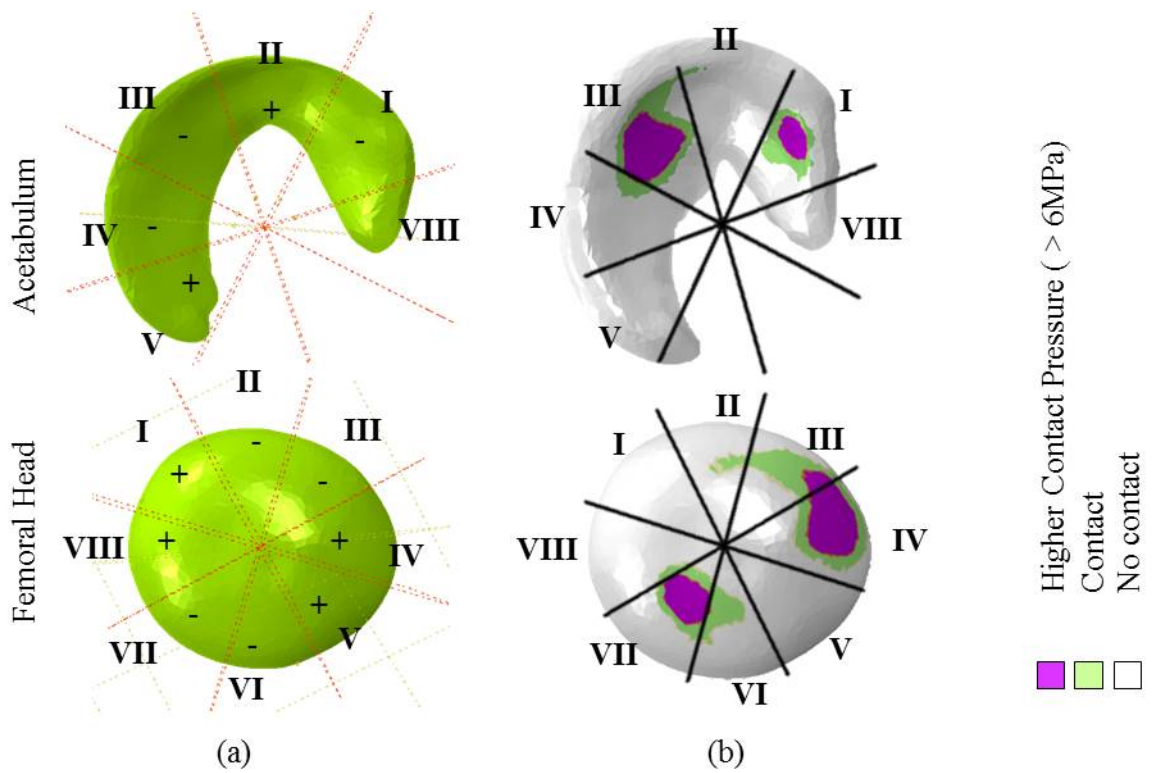 Acetabulum
II
III
I
+
-
-
IV
-
VIII
+
V
II
III
I
IV
VIII
V
Femoral Head
II
I
III
-
+
-
VIII
+
+
IV
-
+
VII
-
V
VI
II
III
I
VIII
IV
VII
V
VI
(a)
(b)
Higher Contact Pressure ( > 6MPa)
Contact
No contact